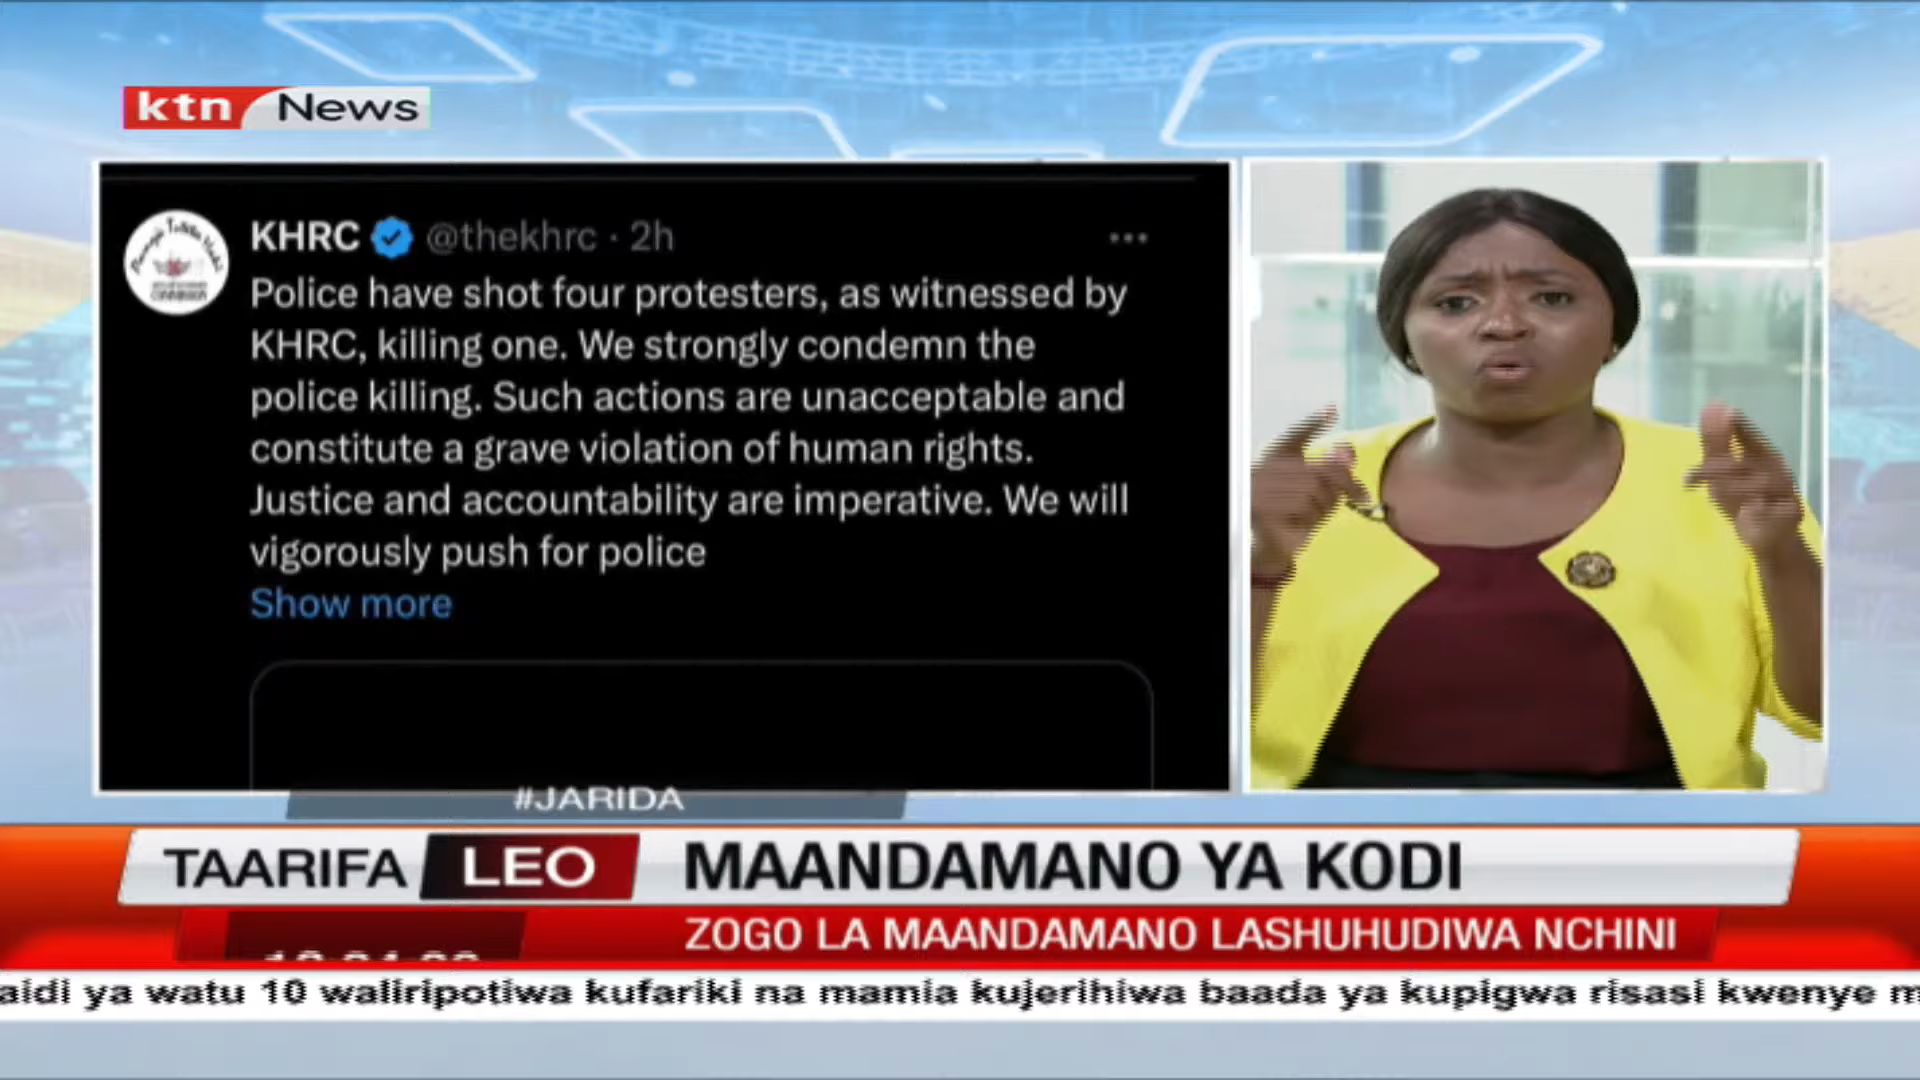 ktn News
KHRC @thekhrc · 2h
Police have shot four protesters, as witnessed by
KHRC, killing one. We strongly condemn the
police killing. Such actions are unacceptable and
constitute a grave violation of human rights.
Justice and accountability are imperative. We will
vigorously push for police
Show more
#JARIDA
TAARIFA LEO MAANDAMANO YA KODI
ZOGO LA MAANDAMANO LASHUHUDIWA NCHINI
ya watu 10 waliripotiwa kufariki na mamia kujerihiwa baada ya kupigwa risasi kwenye